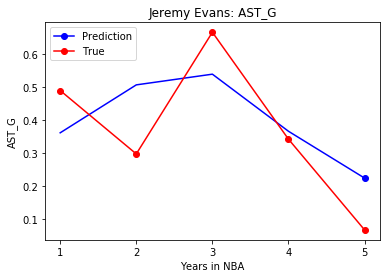 Jeremy Evans: AST_G
Prediction
True
AST_G
0.6
0.5
0.4
0.3
0.2
0.1
1 2 3 4 5
Years in NBA